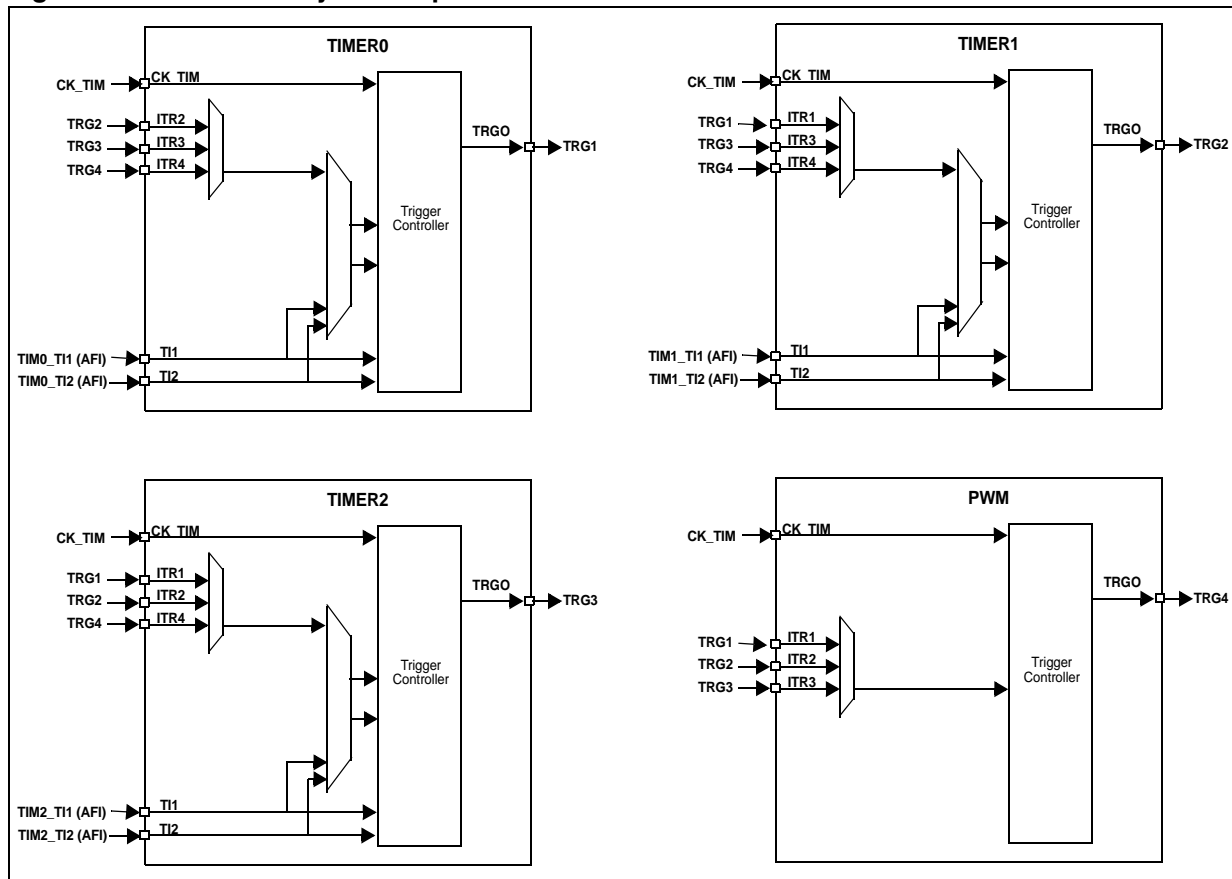 TIMER0
CK_TIM
CK_TIM
TRG2
ITR2
TRG3
ITR3
TRG4
ITR4
TRGO
TRG1
Trigger
Controller
TIM0_TI1 (AFI)
TI1
TIM0_TI2 (AFI)
TI2
TIMER1
CK_TIM
CK_TIM
TRG1
ITR1
TRG3
ITR3
TRG4
ITR4
TRGO
TRG2
Trigger
Controller
TIM1_TI1 (AFI)
TI1
TIM1_TI2 (AFI)
TI2
TIMER2
CK_TIM
CK_TIM
TRG1
ITR1
TRG2
ITR2
TRG4
ITR4
TRGO
TRG3
Trigger
Controller
TIM2_TI1 (AFI)
TI1
TIM2_TI2 (AFI)
TI2
PWM
CK_TIM
CK_TIM
TRG1
ITR1
TRG2
ITR2
TRG3
ITR3
TRGO
TRG4
Trigger
Controller